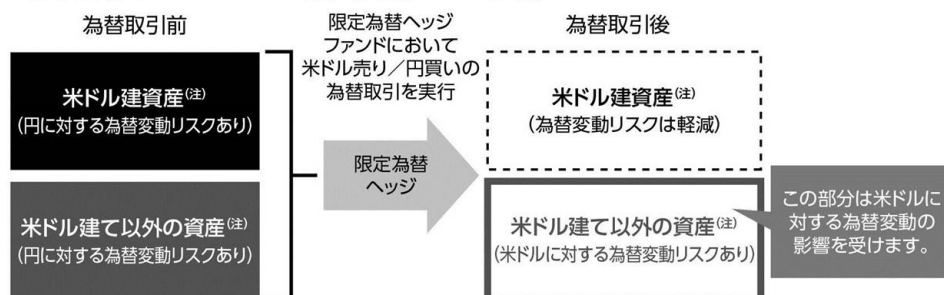 為替取引前
米ドル建資産(注)
(円に対する為替変動リスクあり)
米ドル建て以外の資産(注)
(円に対する為替変動リスクあり)
限定為替ヘッジ
ファンドにおいて
米ドル売り／円買いの
為替取引を実行
限定為替
ヘッジ
為替取引後
米ドル建資産(注)
(為替変動リスクは軽減)
米ドル建て以外の資産(注)
(米ドルに対する為替変動リスクあり)
この部分は米ドルに
対する為替変動の
影響を受けます。